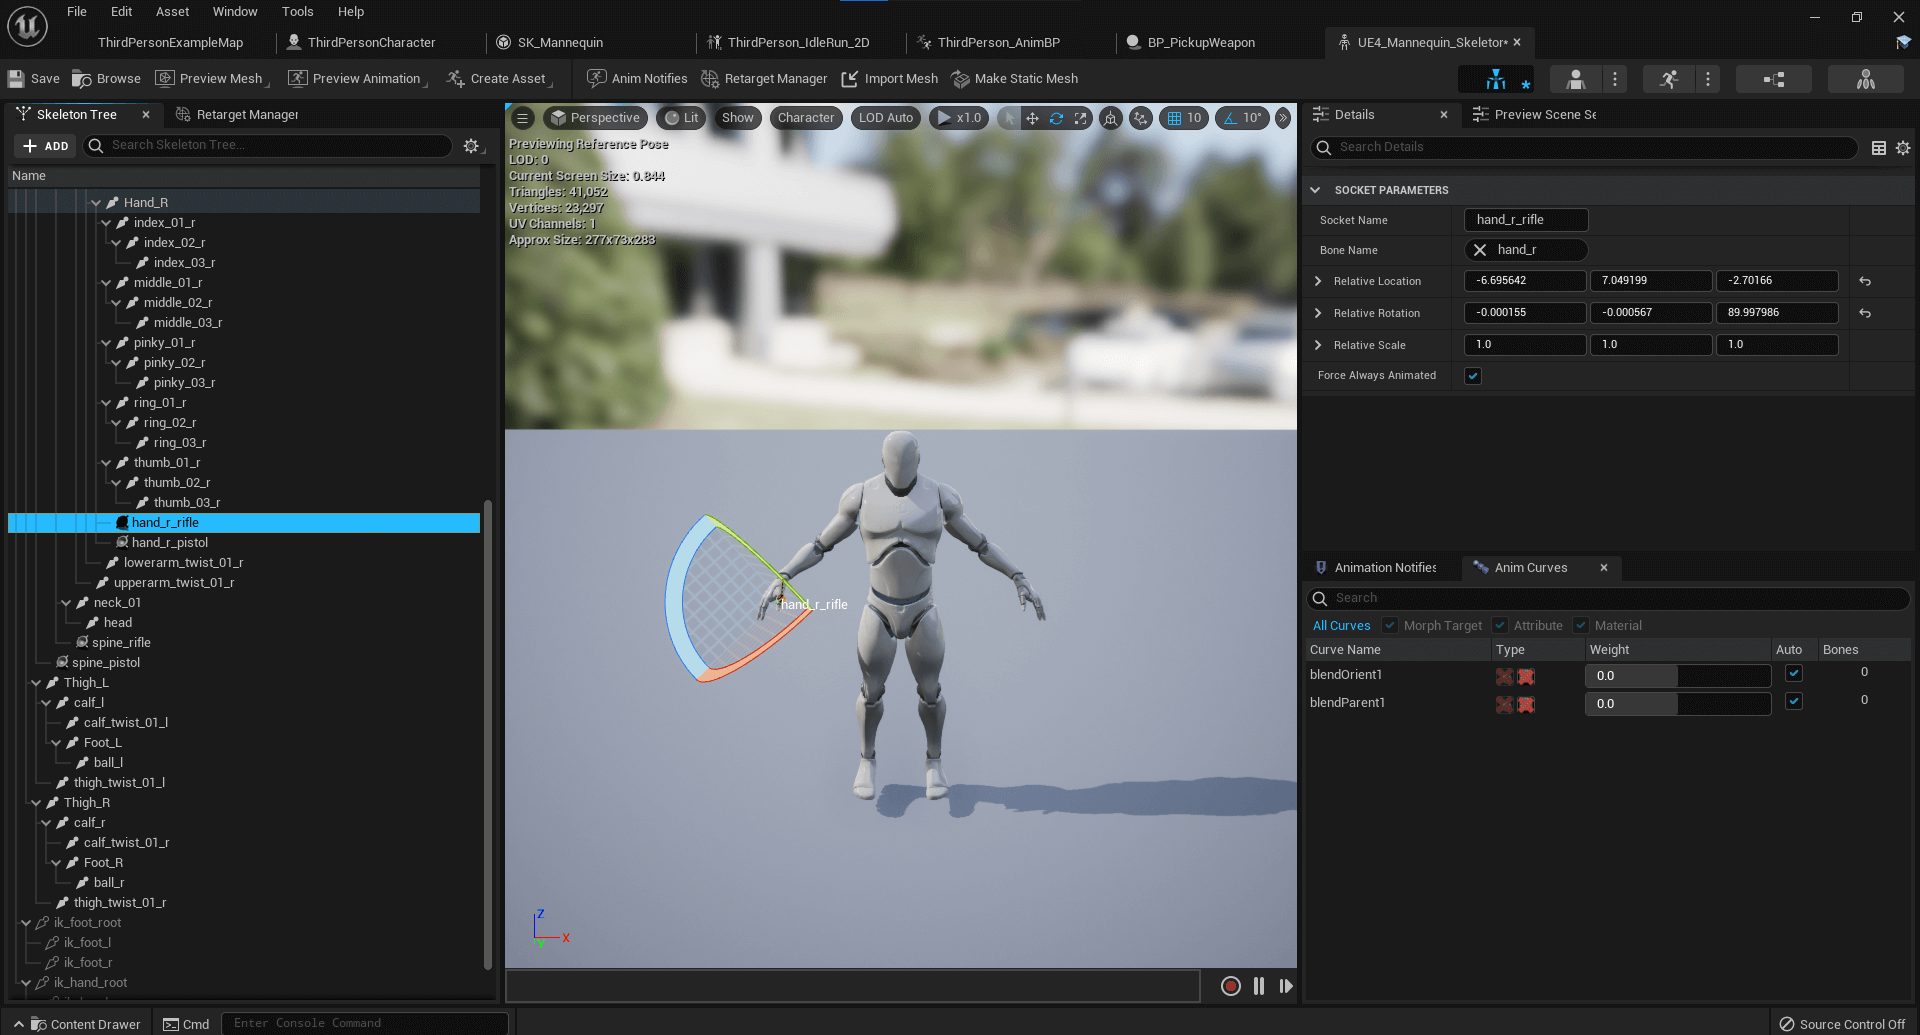 File Edit Asset Window Tools Help
ThirdPersonExampleMap ThirdPersonCharacter SK_Mannequin ThirdPerson_IdleRun_2D ThirdPerson_AnimBP BP_PickupWeapon UE4_Mannequin_Skeletor*
Save Browse Preview Mesh Preview Animation Create Asset Anim Notifies Retarget Manager Import Mesh Make Static Mesh
Skeleton Tree Retarget Manager
ADD Search Skeleton Tree...
Name
Hand_R
index_01_r
index_02_r
index_03_r
middle_01_r
middle_02_r
middle_03_r
pinky_01_r
pinky_02_r
pinky_03_r
ring_01_r
ring_02_r
ring_03_r
thumb_01_r
thumb_02_r
thumb_03_r
hand_r_rifle
hand_r_pistol
lowerarm_twist_01_r
upperarm_twist_01_r
neck_01
head
spine_rifle
spine_pistol
Thigh_L
calf_l
calf_twist_01_l
Foot_L
ball_l
thigh_twist_01_l
Thigh_R
calf_r
calf_twist_01_r
Foot_R
ball_r
thigh_twist_01_r
ik_foot_root
ik_foot_l
ik_foot_r
ik_hand_root
Perspective Lit Show Character LOD Auto x1.0 10 10°
Previewing Reference Pose
LOD: 0
Current Screen Size: 0.844
Triangles: 41,052
Vertices: 23,297
UV Channels: 1
Approx Size: 277x73x283
hand_r_rifle
Z
X
Y
Details Preview Scene Se
Search Details
SOCKET PARAMETERS
Socket Name hand_r_rifle
Bone Name hand_r
Relative Location -6.695642 7.049199 -2.70166
Relative Rotation -0.000155 -0.000567 89.997986
Relative Scale 1.0 1.0 1.0
Force Always Animated
Animation Notifies Anim Curves
Search
All Curves Morph Target Attribute Material
Curve Name Type Weight Auto Bones
blendOrient1 0.0 0
blendParent1 0.0 0
Content Drawer Cmd Enter Console Command Source Control Off